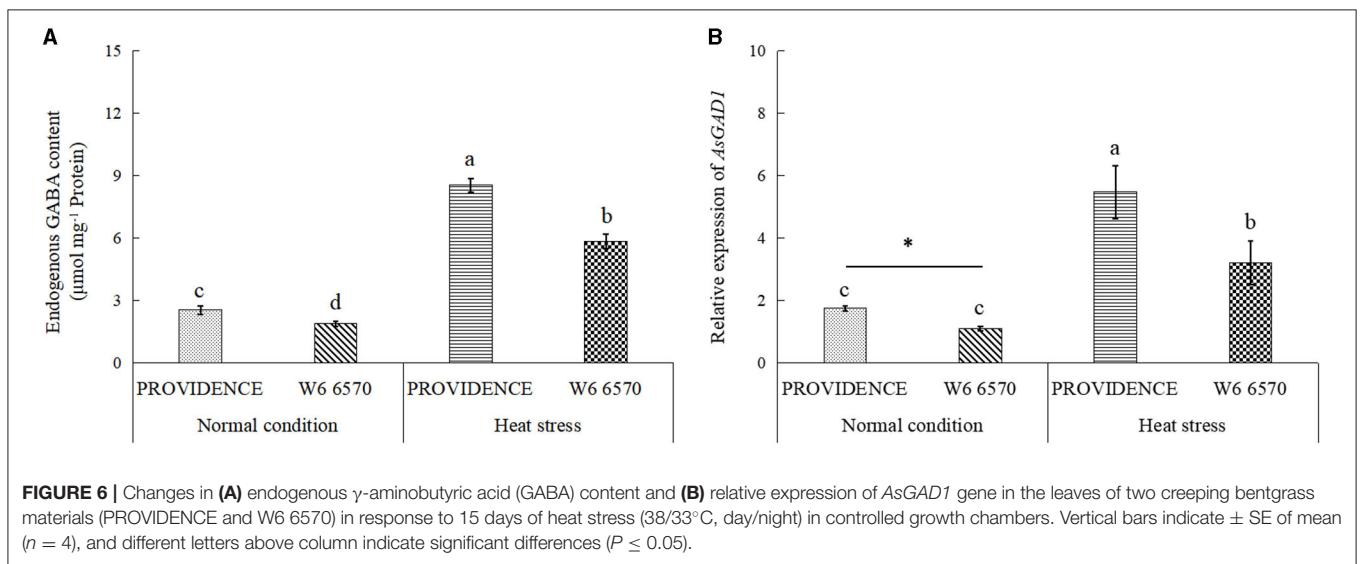 A
15
12
9
6
3
0
Endogenous GABA content
(μmol mg⁻¹ Protein)
c
d
a
b
PROVIDENCE W6 6570 PROVIDENCE W6 6570
Normal condition Heat stress
B
10
8
6
4
2
0
Relative expression of AsGAD1
*
c
c
a
b
PROVIDENCE W6 6570 PROVIDENCE W6 6570
Normal condition Heat stress
FIGURE 6 | Changes in (A) endogenous γ-aminobutyric acid (GABA) content and (B) relative expression of AsGAD1 gene in the leaves of two creeping bentgrass
materials (PROVIDENCE and W6 6570) in response to 15 days of heat stress (38/33°C, day/night) in controlled growth chambers. Vertical bars indicate ± SE of mean
(n = 4), and different letters above column indicate significant differences (P ≤ 0.05).